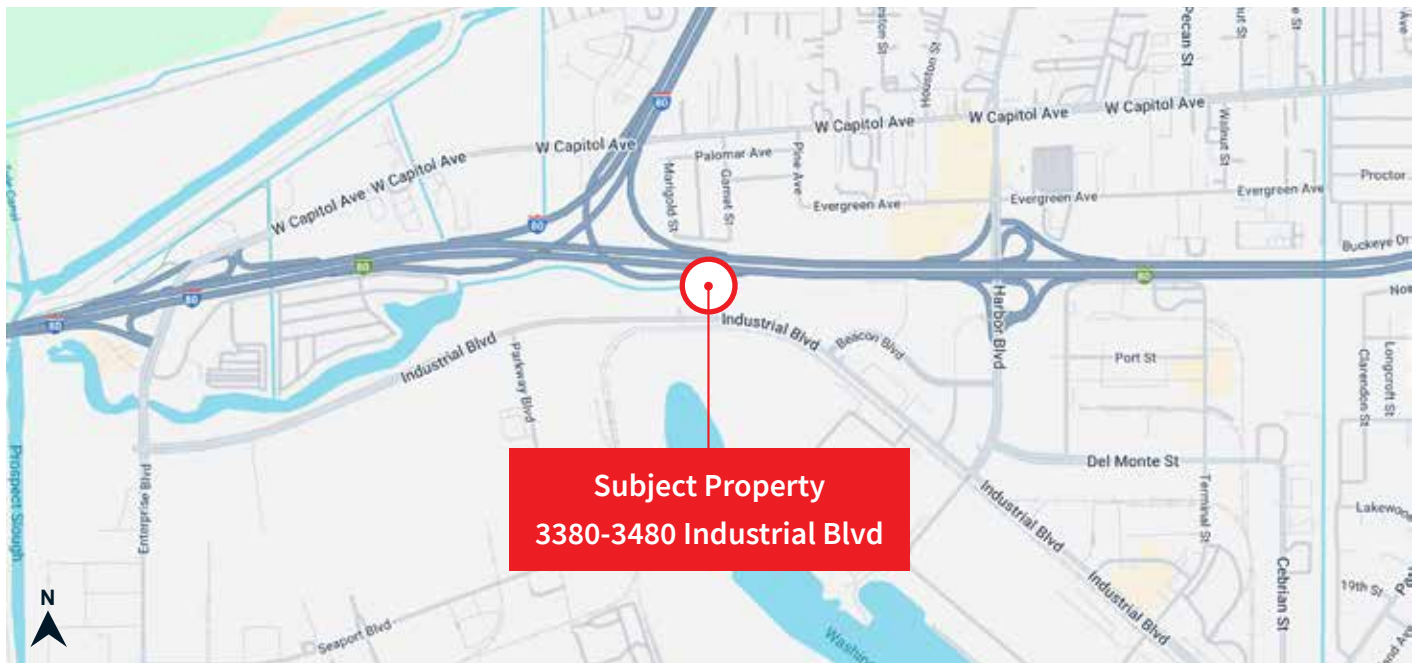 80
W Capitol Ave
W Capitol Ave
W Capitol Ave
W Capitol Ave
W Capitol Ave
W Capitol Ave
Houston St
Pecan St
Walnut St
Palomar Ave
Pine Ave
Marigold St
Garnet St
Evergreen Ave
Evergreen Ave
Evergreen Ave
Proctor
Buckeye Dr
80
80
80
80
80
Harbor Blvd
Industrial Blvd
Beacon Blvd
Industrial Blvd
Parkway Blvd
Port St
Clarendon St
Longcroft St
Prospect Slough
Enterprise Blvd
Subject Property
3380-3480 Industrial Blvd
Del Monte St
Terminal St
Industrial Blvd
Industrial Blvd
Cebrian St
19th St
N
Seaport Blvd